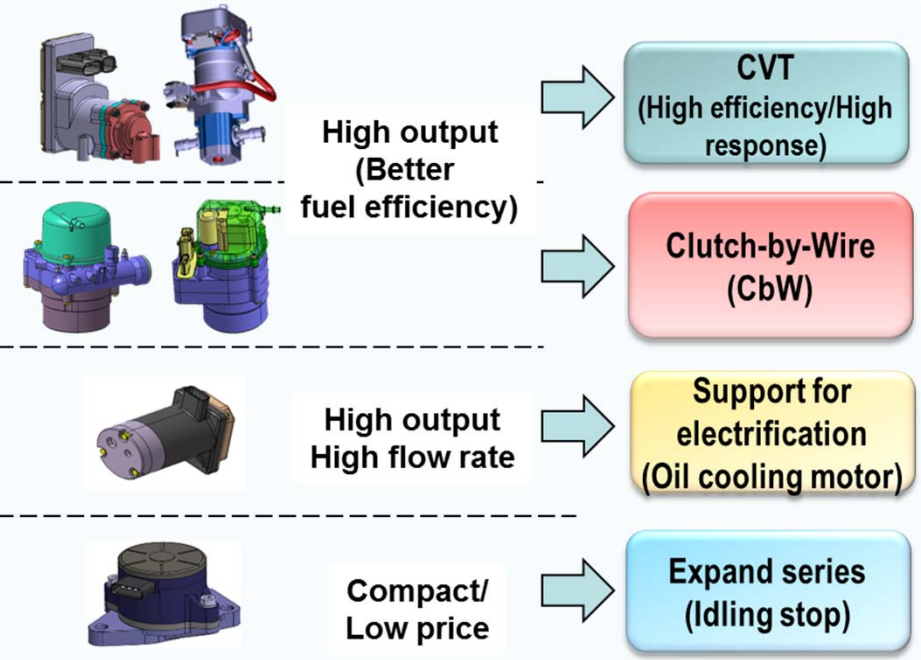 High output
(Better
fuel efficiency)
CVT
(High efficiency/High
response)
Clutch-by-Wire
(CbW)
High output
High flow rate
Support for
electrification
(Oil cooling motor)
Compact/
Low price
Expand series
(Idling stop)